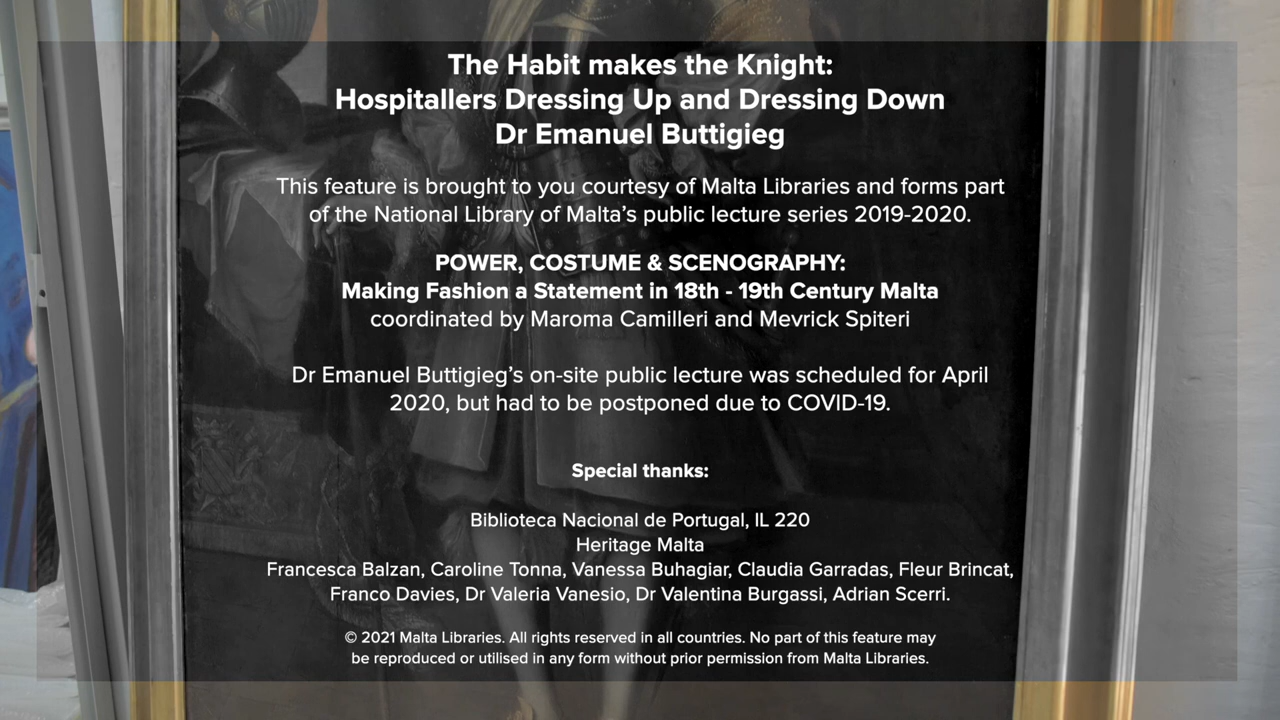 The Habit makes the Knight:
Hospitallers Dressing Up and Dressing Down
Dr Emanuel Buttigieg
This feature is brought to you courtesy of Malta Libraries and forms part
of the National Library of Malta’s public lecture series 2019-2020.
POWER, COSTUME & SCENOGRAPHY:
Making Fashion a Statement in 18th - 19th Century Malta
coordinated by Maroma Camilleri and Mevrick Spiteri
Dr Emanuel Buttigieg’s on-site public lecture was scheduled for April
2020, but had to be postponed due to COVID-19.
Special thanks:
Biblioteca Nacional de Portugal, IL 220
Heritage Malta
Francesca Balzan, Caroline Tonna, Vanessa Buhagiar, Claudia Garradas, Fleur Brincat,
Franco Davies, Dr Valeria Vanesio, Dr Valentina Burgassi, Adrian Scerri.
© 2021 Malta Libraries. All rights reserved in all countries. No part of this feature may
be reproduced or utilised in any form without prior permission from Malta Libraries.